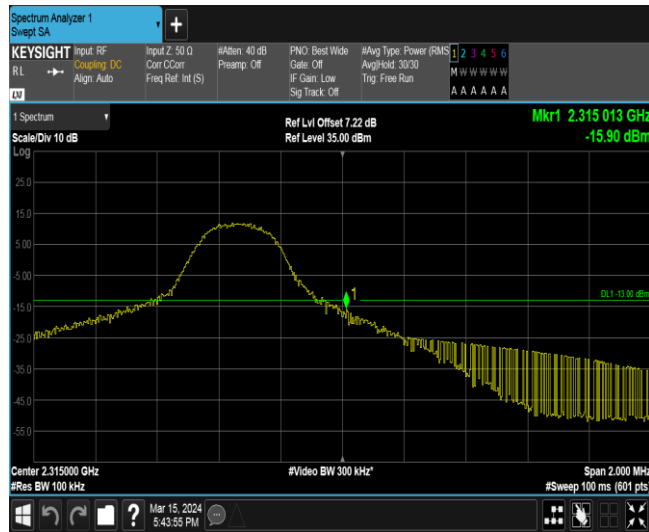 Spectrum Analyzer 1
Swept SA
KEYSIGHT
RL
LXI
Input: RF
Coupling: DC
Align: Auto
Input Z: 50 Ω
Corr CCorr
Freq Ref: Int (S)
#Atten: 40 dB
Preamp: Off
PNO: Best Wide
Gate: Off
IF Gain: Low
Sig Track: Off
#Avg Type: Power (RMS
Avg|Hold: 30/30
Trig: Free Run
1 2 3 4 5 6
M W W W W W
A A A A A A
1 Spectrum
Scale/Div 10 dB
Ref Lvl Offset 7.22 dB
Ref Level 35.00 dBm
Mkr1 2.315 013 GHz
-15.90 dBm
Log
25.0
15.0
5.00
-5.00
-15.0
-25.0
-35.0
-45.0
-55.0
1
DL1 -13.00 dBm
Center 2.315000 GHz
#Video BW 300 kHz*
Span 2.000 MHz
#Res BW 100 kHz
#Sweep 100 ms (601 pts)
Mar 15, 2024
5:43:55 PM